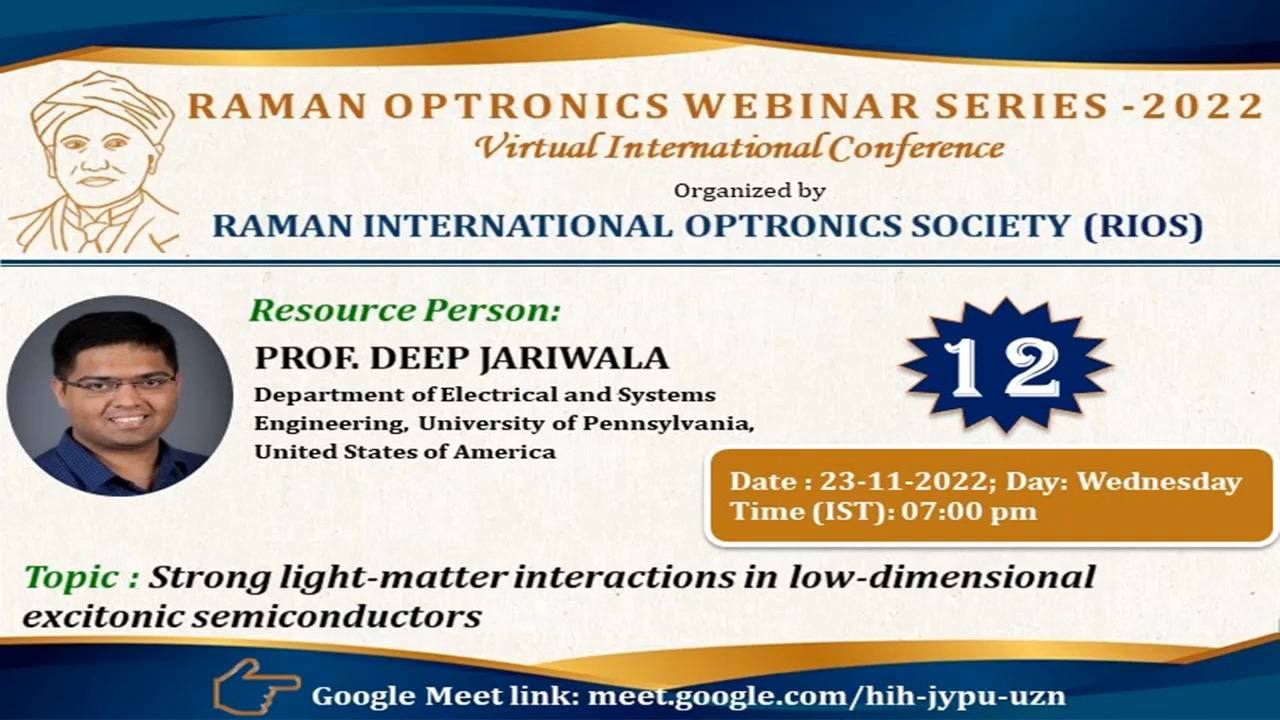 RAMAN OPTRONICS WEBINAR SERIES -2022
Virtual International Conference
Organized by
RAMAN INTERNATIONAL OPTRONICS SOCIETY (RIOS)
Resource Person:
PROF. DEEP JARIWALA
Department of Electrical and Systems
Engineering, University of Pennsylvania,
United States of America
12
Date : 23-11-2022; Day: Wednesday
Time (IST): 07:00 pm
Topic : Strong light-matter interactions in low-dimensional
excitonic semiconductors
Google Meet link: meet.google.com/hih-jypu-uzn